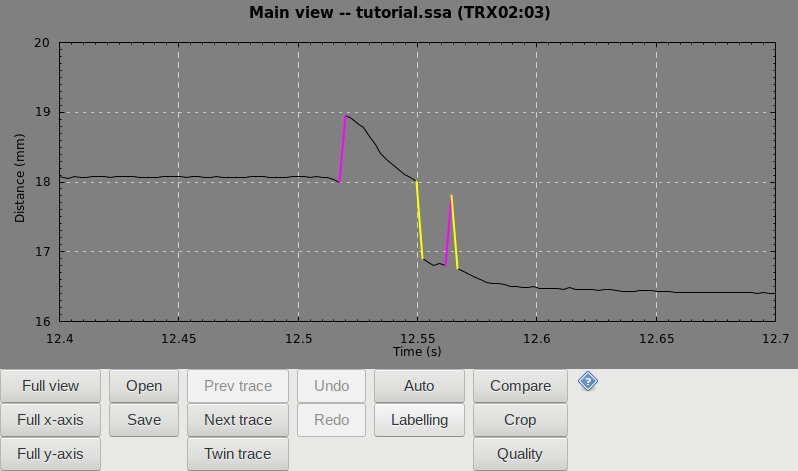 Main view -- tutorial.ssa (TRX02:03)
20
19
18
17
16
Distance (mm)
12.4 12.45 12.5 12.55 12.6 12.65 12.7
Time (s)
Full view Open Prev trace Undo Auto Compare ?
Full x-axis Save Next trace Redo Labelling Crop
Full y-axis Twin trace Quality